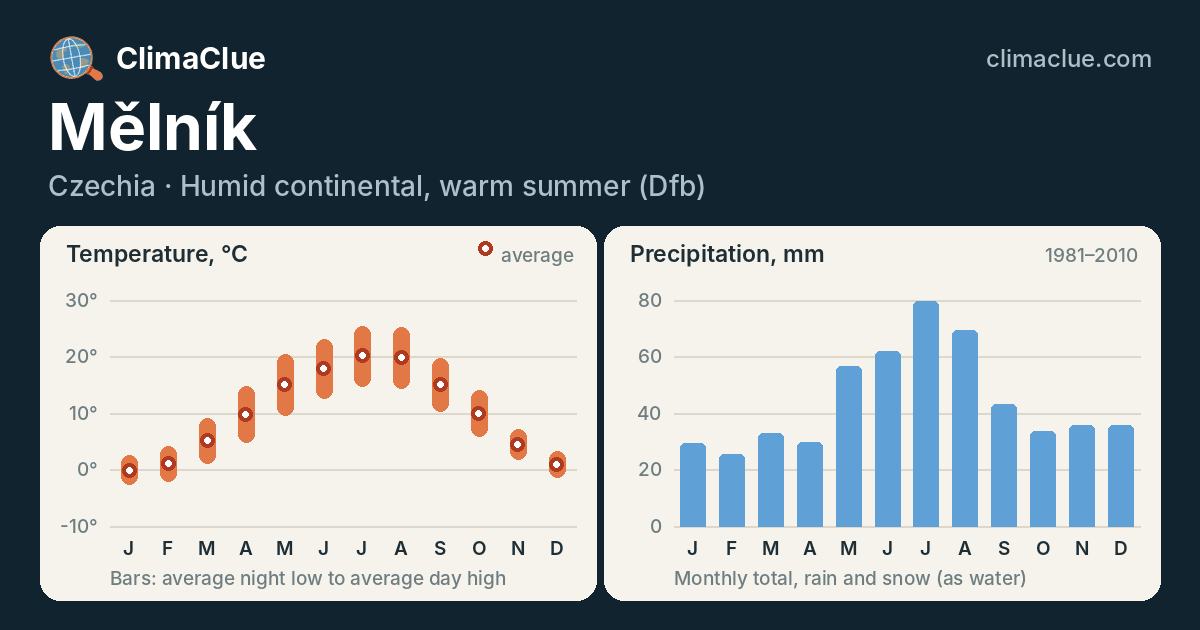 ClimaClue
climaclue.com
Mělník
Czechia · Humid continental, warm summer (Dfb)
Temperature, °C
average
30°
20°
10°
0°
-10°
J F M A M J J A S O N D
Bars: average night low to average day high
Precipitation, mm
1981–2010
80
60
40
20
0
J F M A M J J A S O N D
Monthly total, rain and snow (as water)